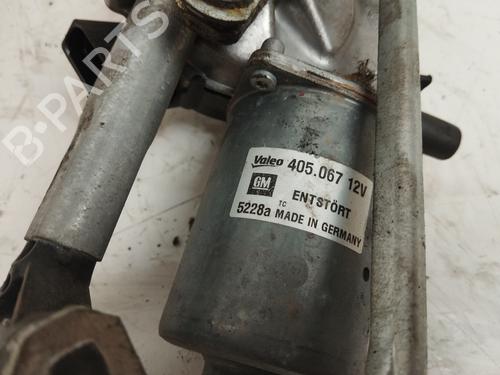 Valeo 405.067 12V
GM
TC ENTSTÖRT
5228a MADE IN GERMANY
B-PARTS